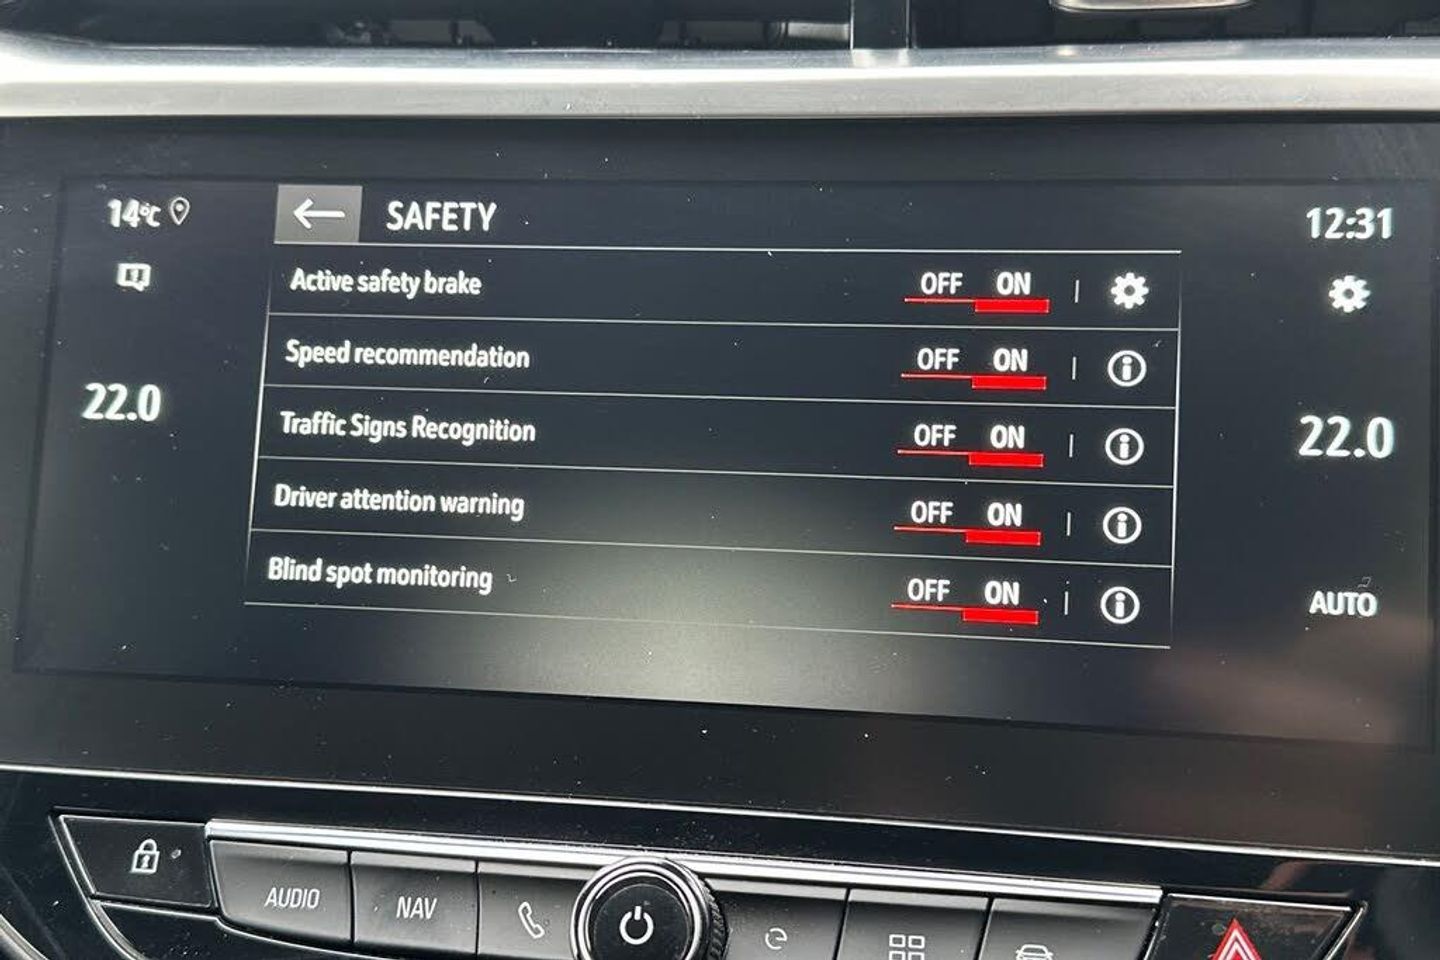 14°C
SAFETY
12:31
Active safety brake OFF ON
Speed recommendation OFF ON
22.0
Traffic Signs Recognition OFF ON
22.0
Driver attention warning OFF ON
Blind spot monitoring OFF ON
AUTO
AUDIO
NAV